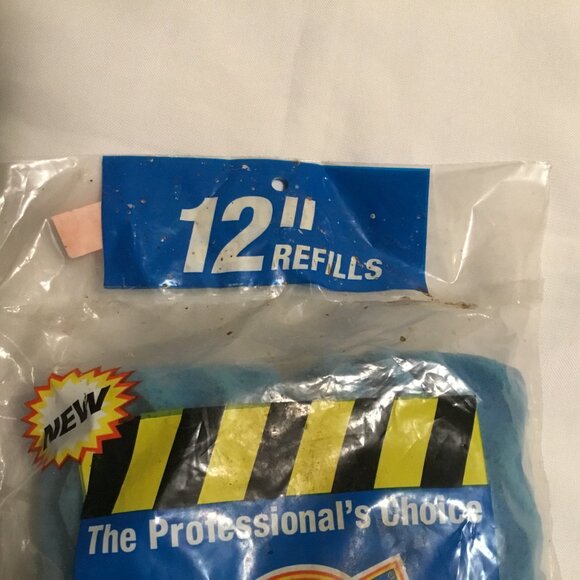 12" REFILLS
NEW
The Professional's Choice